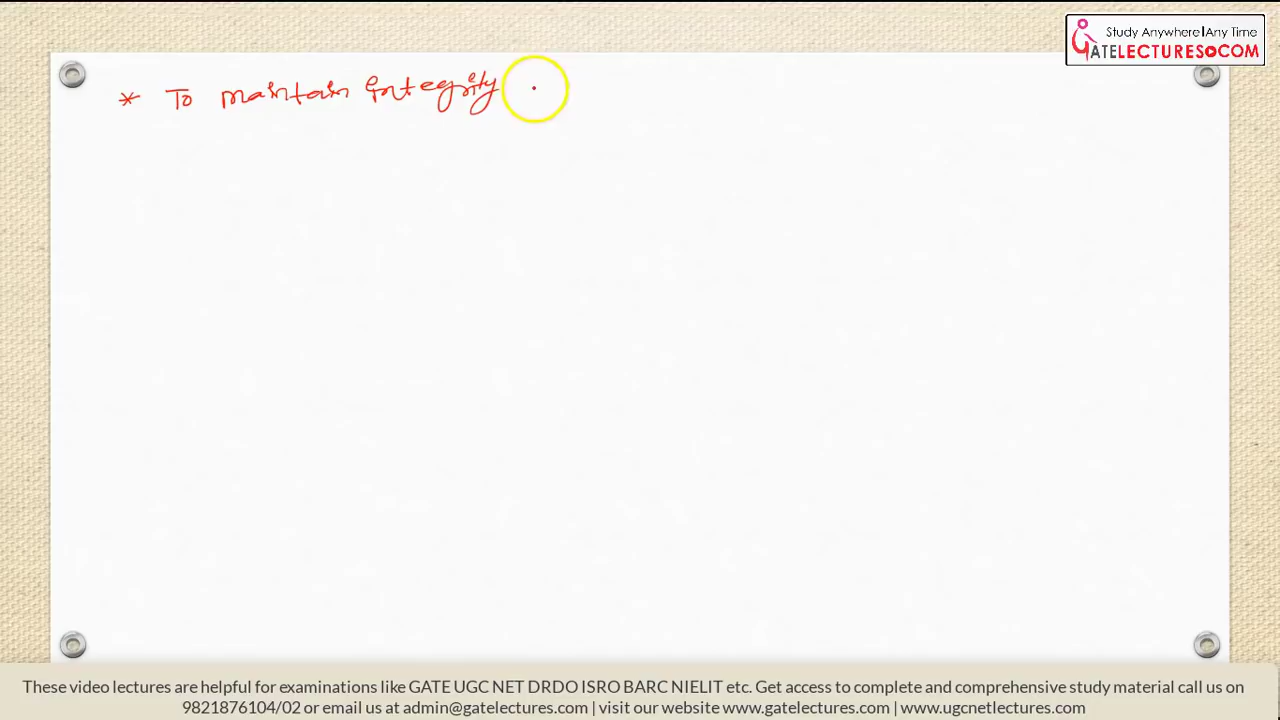 Study Anywhere|Any Time
GATELECTURES.COM
* To maintain integrity
These video lectures are helpful for examinations like GATE UGC NET DRDO ISRO BARC NIELIT etc. Get access to complete and comprehensive study material call us on
9821876104/02 or email us at admin@gatelectures.com | visit our website www.gatelectures.com | www.ugcnetlectures.com